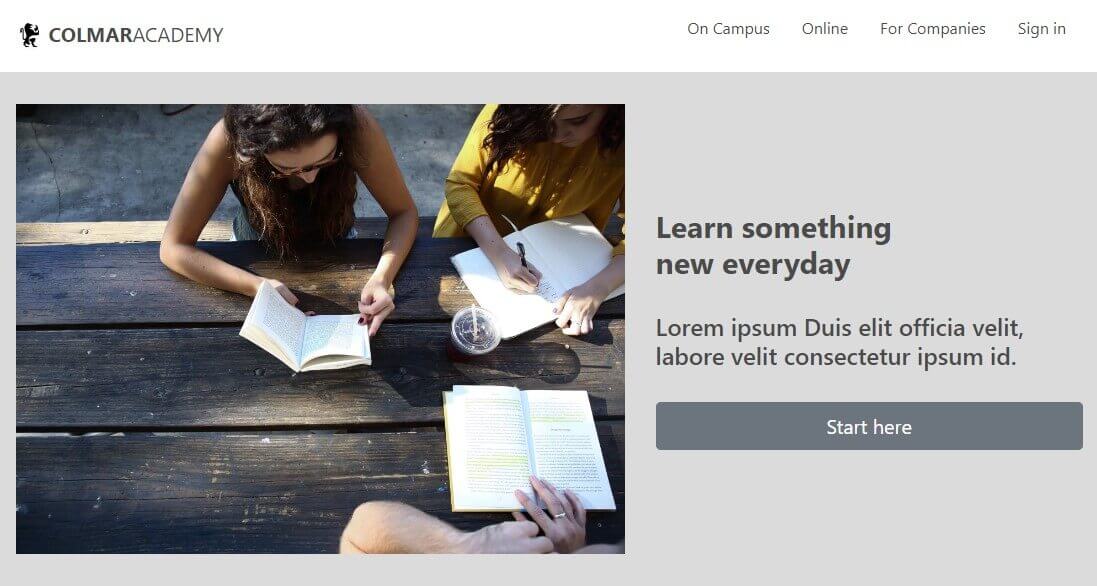 COLMARACADEMY
On Campus
Online
For Companies
Sign in
Learn something
new everyday
Lorem ipsum Duis elit officia velit,
labore velit consectetur ipsum id.
Start here